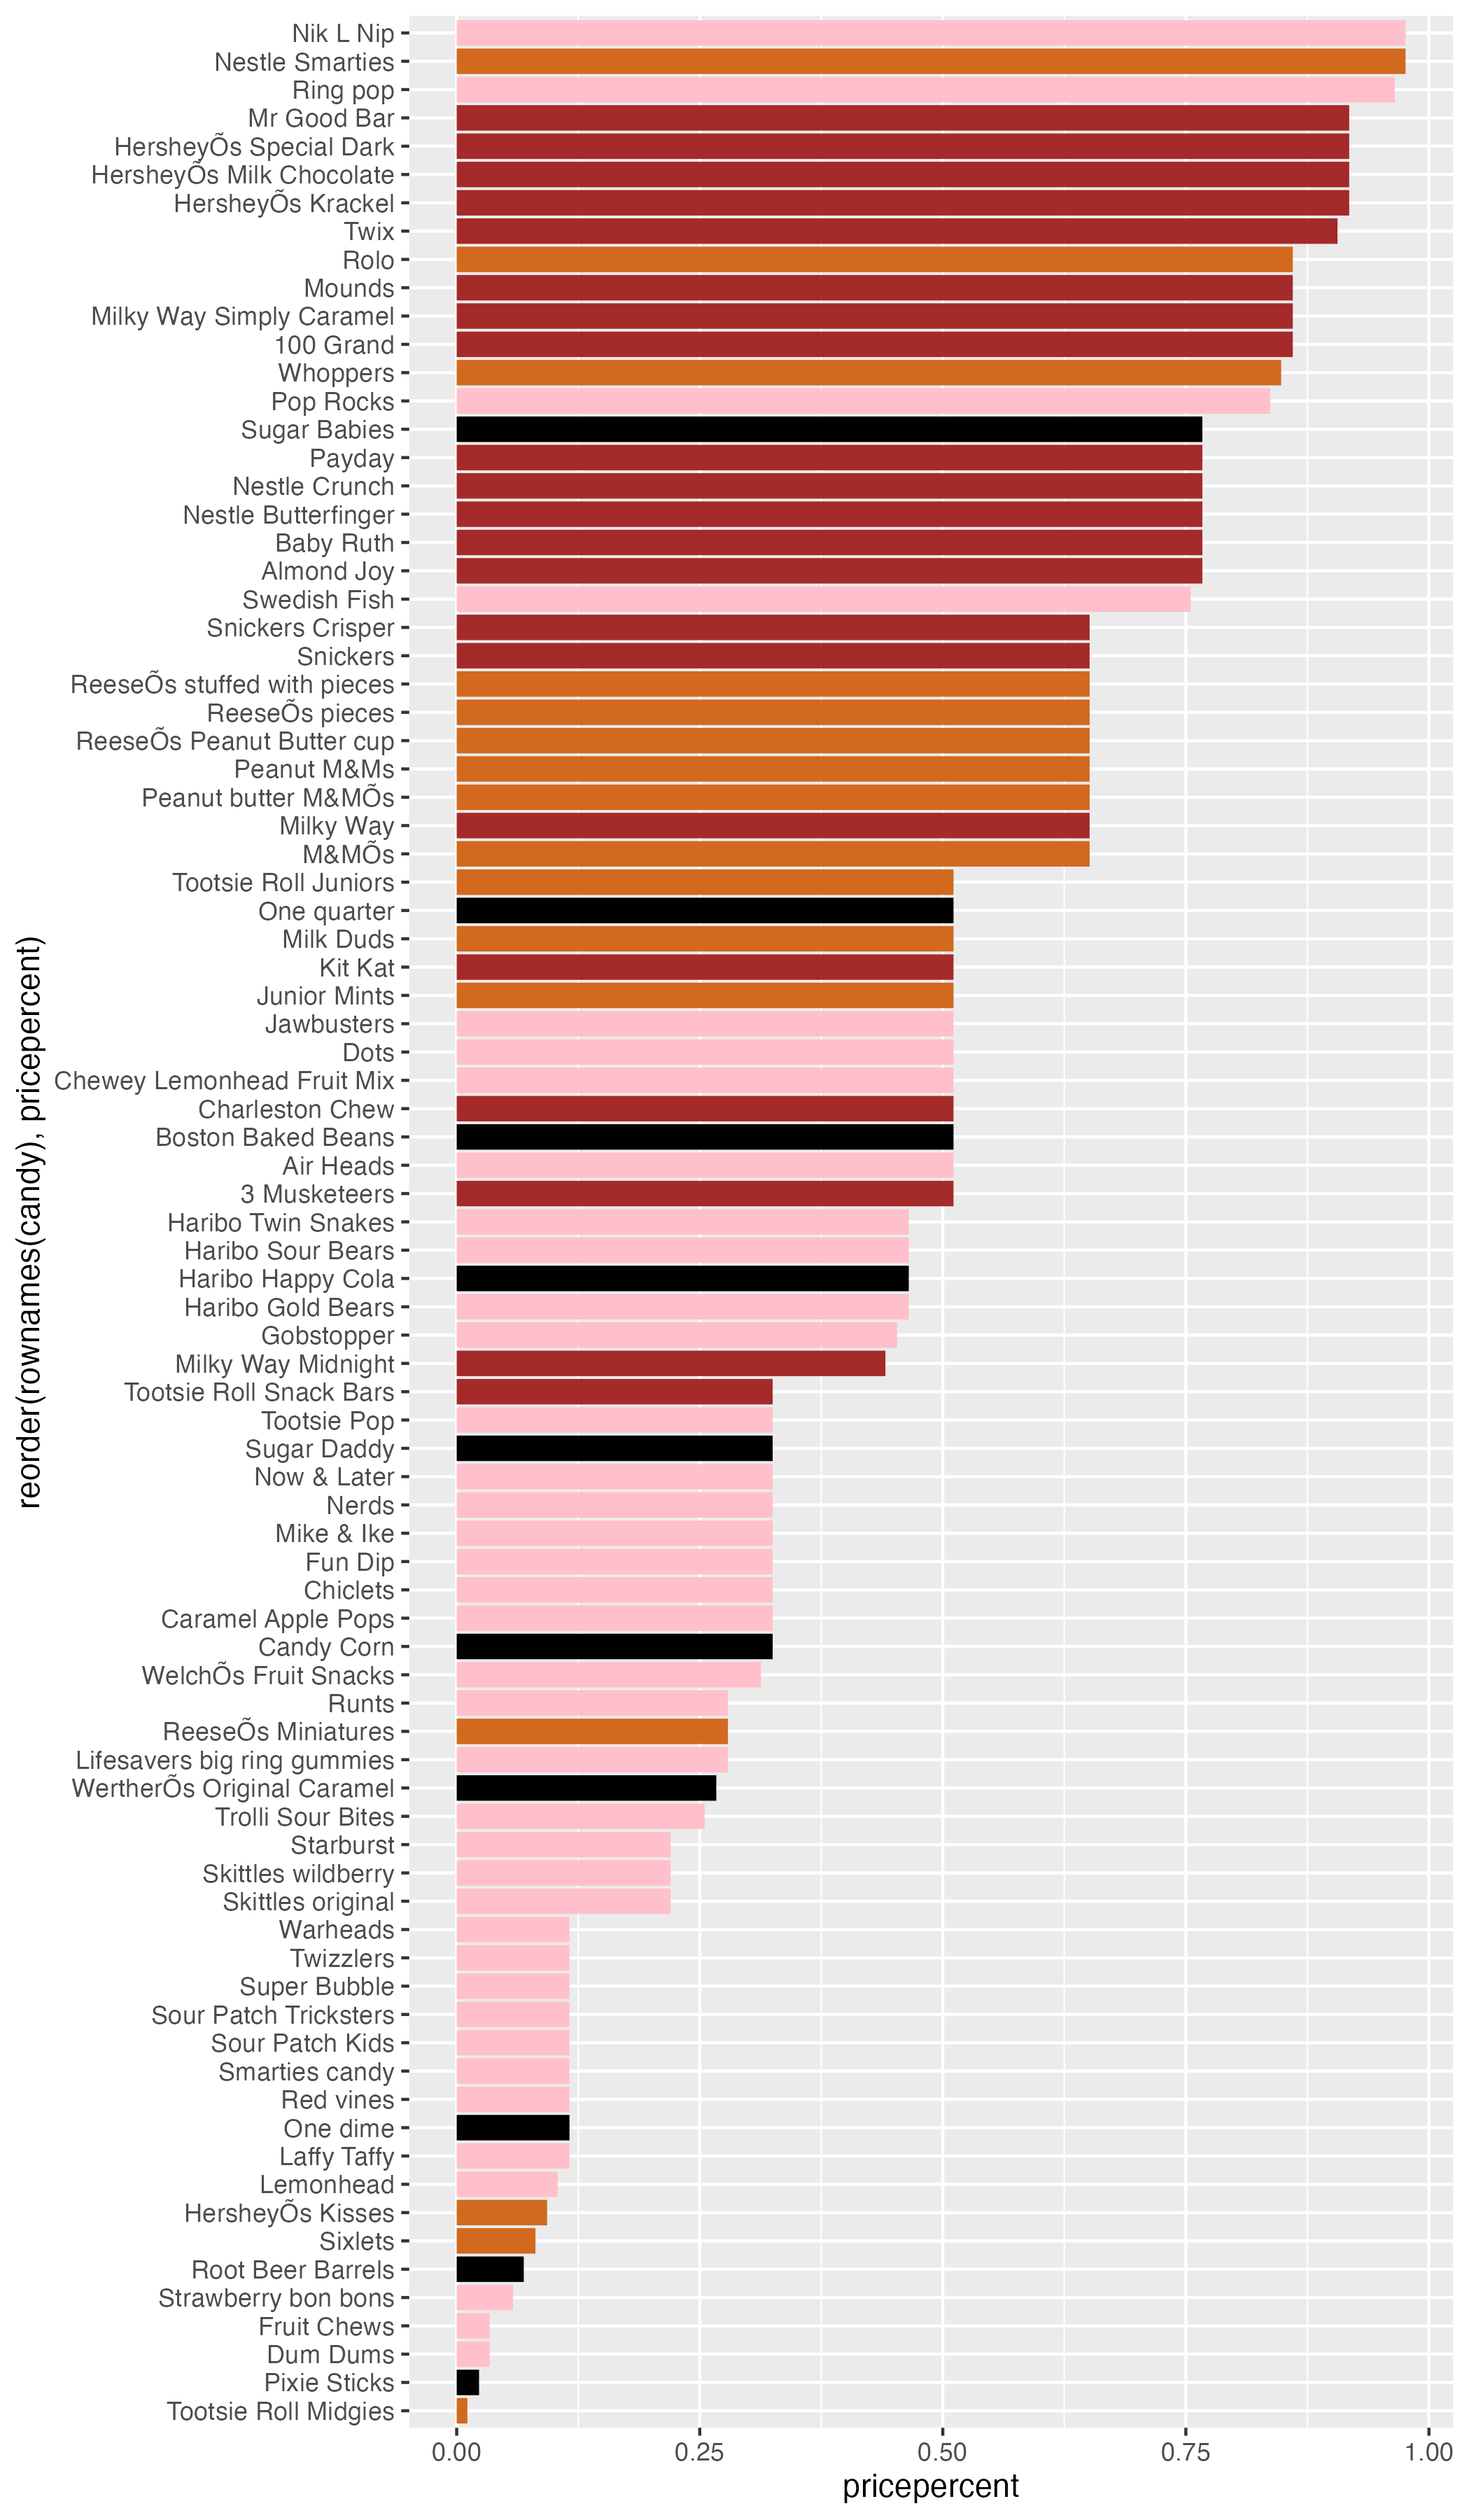 Nik L Nip
Nestle Smarties
Ring pop
Mr Good Bar
HersheyÕs Special Dark
HersheyÕs Milk Chocolate
HersheyÕs Krackel
Twix
Rolo
Mounds
Milky Way Simply Caramel
100 Grand
Whoppers
Pop Rocks
Sugar Babies
Payday
Nestle Crunch
Nestle Butterfinger
Baby Ruth
Almond Joy
Swedish Fish
Snickers Crisper
Snickers
ReeseÕs stuffed with pieces
ReeseÕs pieces
ReeseÕs Peanut Butter cup
Peanut M&Ms
Peanut butter M&MÕs
Milky Way
M&MÕs
Tootsie Roll Juniors
One quarter
Milk Duds
Kit Kat
Junior Mints
Jawbusters
Dots
Chewey Lemonhead Fruit Mix
Charleston Chew
Boston Baked Beans
Air Heads
3 Musketeers
Haribo Twin Snakes
Haribo Sour Bears
Haribo Happy Cola
Haribo Gold Bears
Gobstopper
Milky Way Midnight
Tootsie Roll Snack Bars
Tootsie Pop
Sugar Daddy
Now & Later
Nerds
Mike & Ike
Fun Dip
Chiclets
Caramel Apple Pops
Candy Corn
WelchÕs Fruit Snacks
Runts
ReeseÕs Miniatures
Lifesavers big ring gummies
WertherÕs Original Caramel
Trolli Sour Bites
Starburst
Skittles wildberry
Skittles original
Warheads
Twizzlers
Super Bubble
Sour Patch Tricksters
Sour Patch Kids
Smarties candy
Red vines
One dime
Laffy Taffy
Lemonhead
HersheyÕs Kisses
Sixlets
Root Beer Barrels
Strawberry bon bons
Fruit Chews
Dum Dums
Pixie Sticks
Tootsie Roll Midgies
reorder(rownames(candy), pricepercent)
0.00 0.25 0.50 0.75 1.00
pricepercent